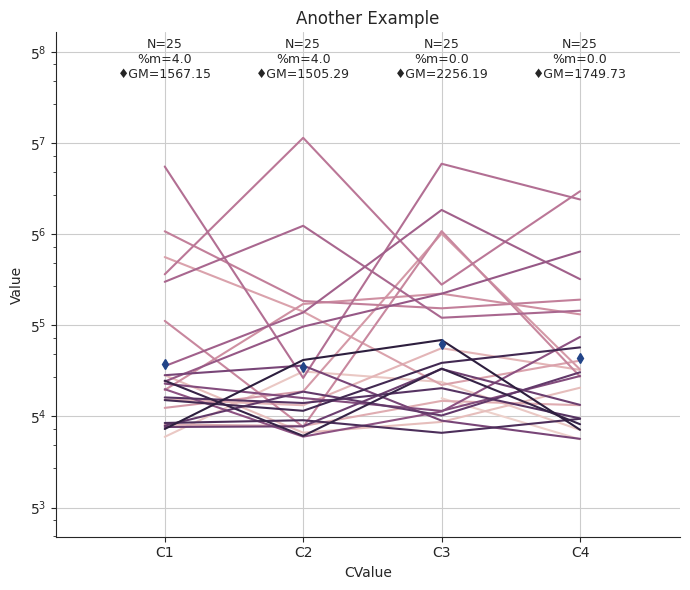 Another Example
N=25 N=25 N=25 N=25
%m=4.0 %m=4.0 %m=0.0 %m=0.0
♦GM=1567.15 ♦GM=1505.29 ♦GM=2256.19 ♦GM=1749.73
5⁸
5⁷
5⁶
5⁵
5⁴
5³
Value
C1 C2 C3 C4
CValue